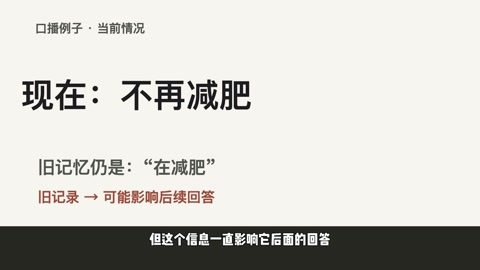 口播例子 · 当前情况
现在：不再减肥
旧记忆仍是：“在减肥”
旧记录 → 可能影响后续回答
但这个信息一直影响它后面的回答